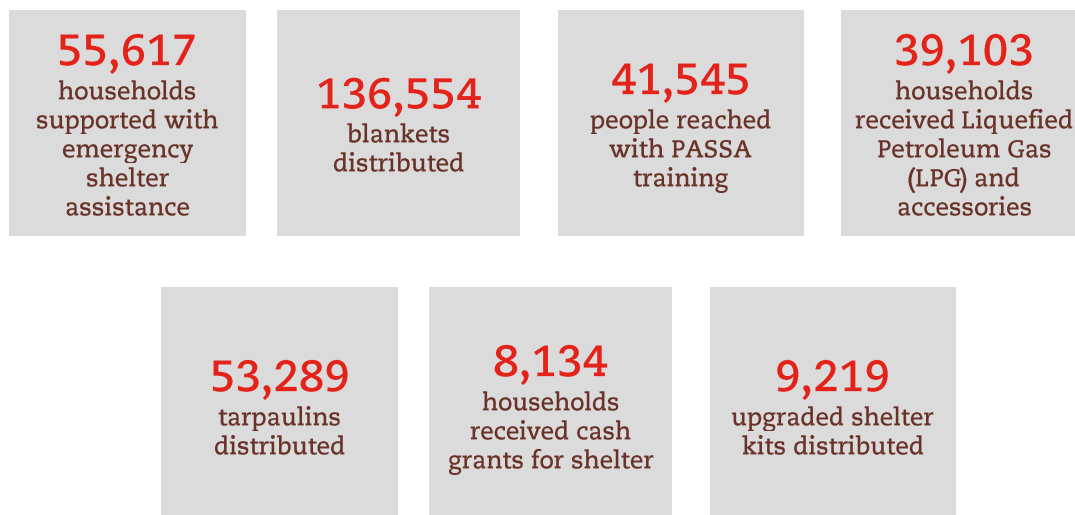 55,617
households
supported with
emergency
shelter
assistance
136,554
blankets
distributed
41,545
people reached
with PASSA
training
39,103
households
received Liquefied
Petroleum Gas
(LPG) and
accessories
53,289
tarpaulins
distributed
8,134
households
received cash
grants for shelter
9,219
upgraded shelter
kits distributed